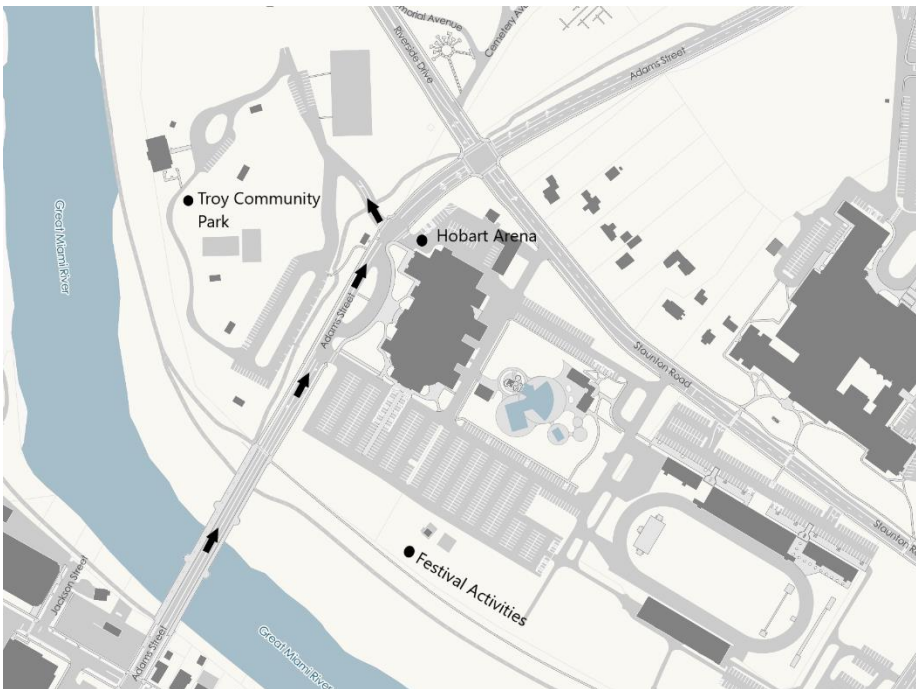 Memorial Avenue
Cemetery Av
Riverside Drive
Adams Street
Troy Community
Park
Hobart Arena
Great Miami River
Adams Street
Staunton Road
Staunton R
Festival Activities
Jackson Street
Adams Street
Great Miami River